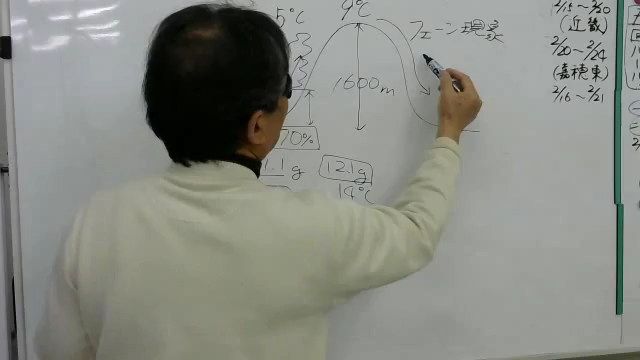 5℃
9℃
フェーン現象
1600m
70%
1.1g
12.1g
14℃
2/15～2/20
(近畿)
2/20～2/24
(嘉穂東)
2/16～2/21